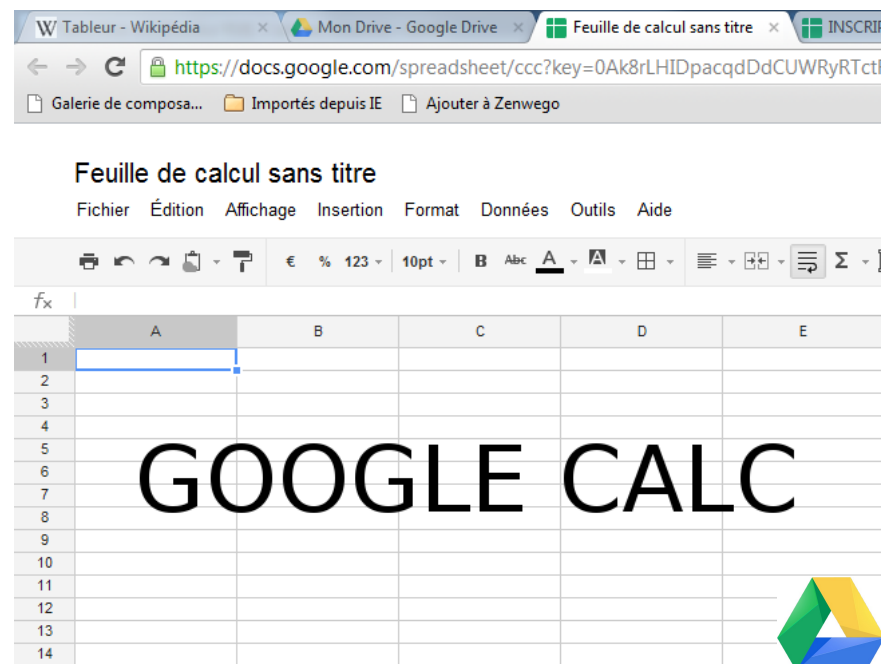 W Tableur - Wikipédia × Mon Drive - Google Drive × Feuille de calcul sans titre ×
https://docs.google.com/spreadsheet/ccc?key=0Ak8rLHIDpacqdDdCUWRyRTct
Galerie de composa... Importés depuis IE Ajouter à Zenwego
Feuille de calcul sans titre
Fichier Édition Affichage Insertion Format Données Outils Aide
€ % 123 10pt B Abc A A Σ
fx
A B C D E
1
2
3
4
5
6
7
8
GOOGLE CALC
9
10
11
12
13
14